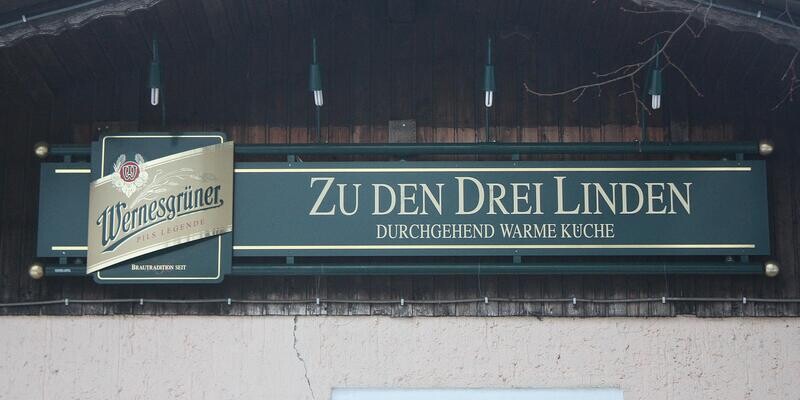 Wernesgrüner
PILS LEGENDE
BRAUTRADITION SEIT
ZU DEN DREI LINDEN
DURCHGEHEND WARME KÜCHE